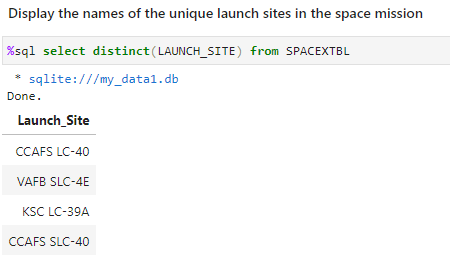 Display the names of the unique launch sites in the space mission
%sql select distinct(LAUNCH_SITE) from SPACEXTBL
* sqlite:///my_data1.db
Done.
Launch_Site
CCAFS LC-40
VAFB SLC-4E
KSC LC-39A
CCAFS SLC-40